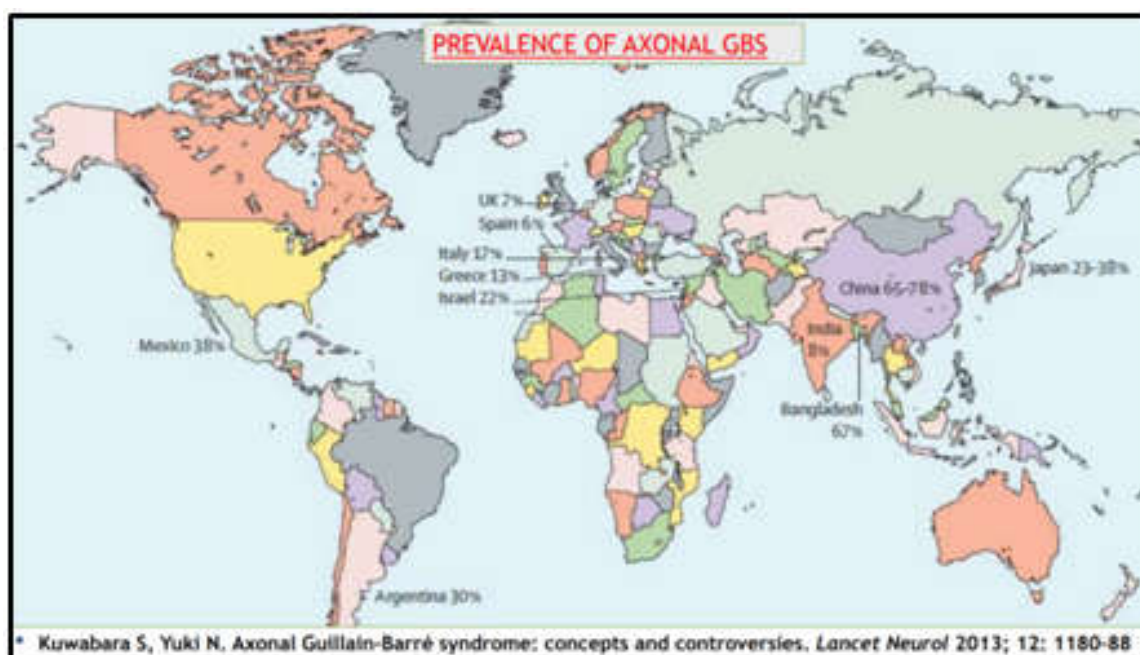 PREVALENCE OF AXONAL GBS
UK 7%
Spain 6%
Italy 17%
Greece 13%
Israel 22%
Japan 23-38%
China 65-78%
Mexico 38%
India
8%
Bangladesh
67%
Argentina 30%
* Kuwabara S, Yuki N. Axonal Guillain-Barré syndrome: concepts and controversies. Lancet Neurol 2013; 12: 1180-88